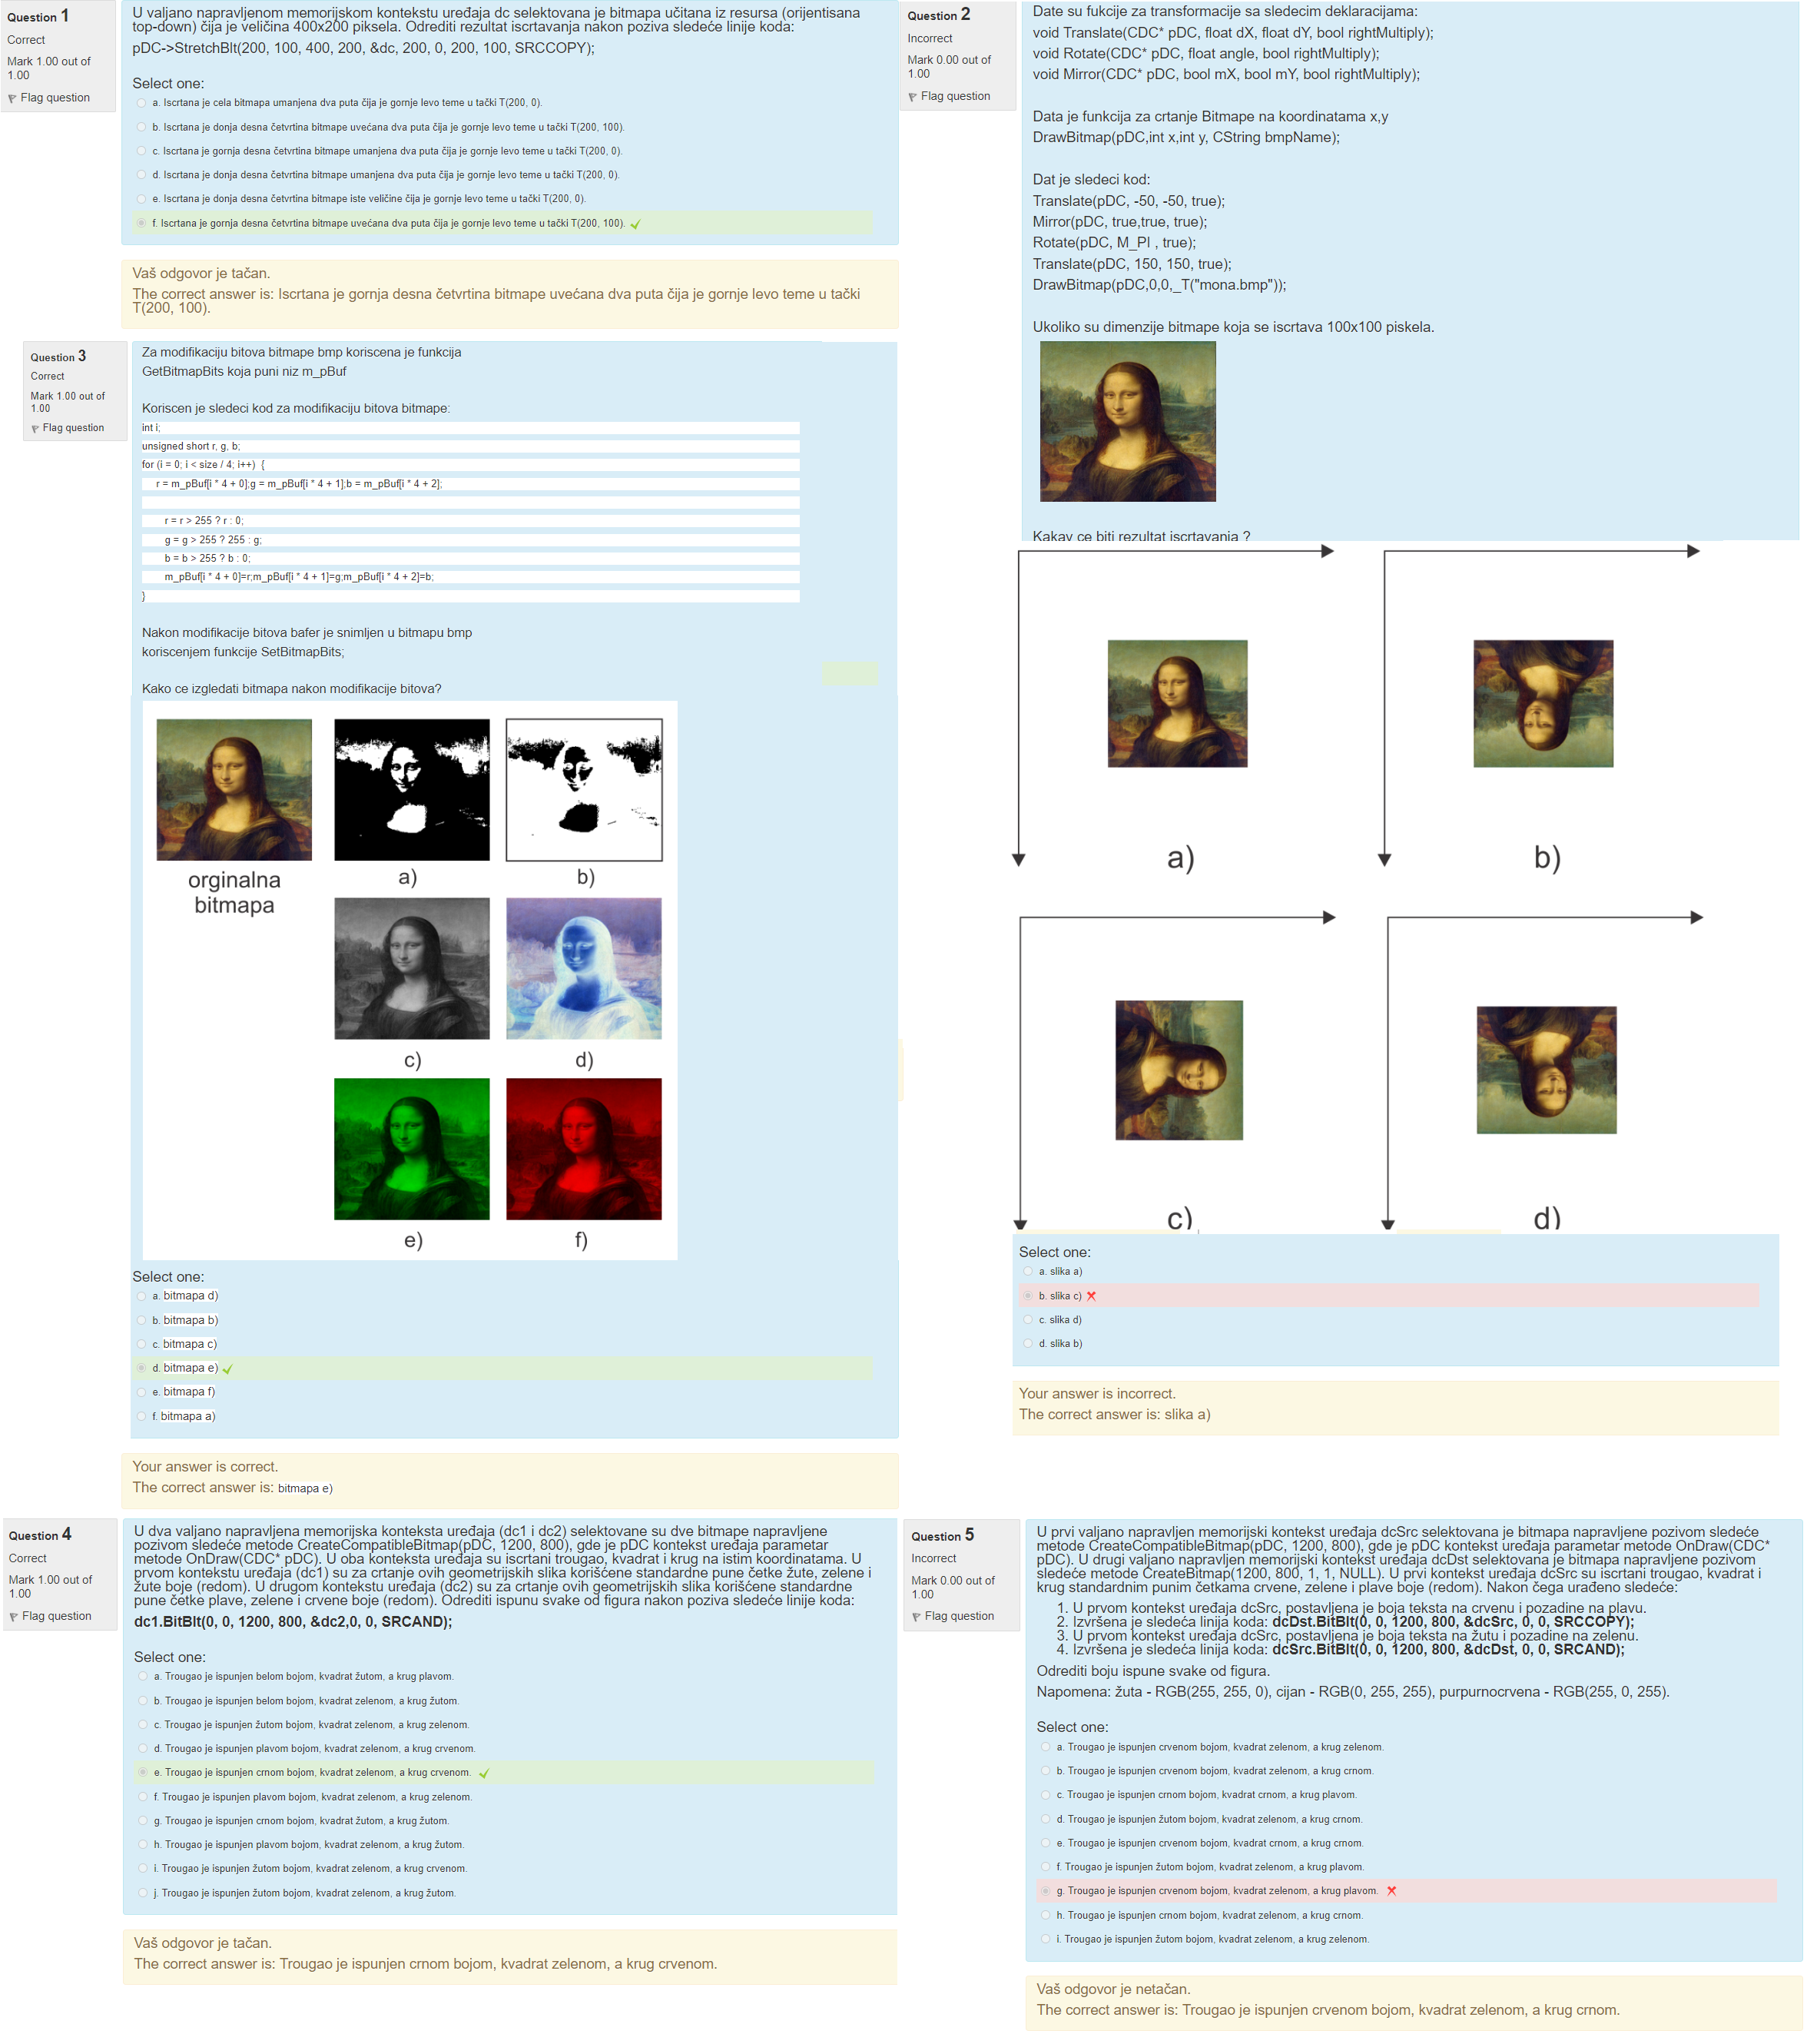 Question 1
Correct
Mark 1.00 out of
1.00
Flag question
U valjano napravljenom memorijskom kontekstu uređaja dc selektovana je bitmapa učitana iz resursa (orijentisana
top-down) čija je veličina 400x200 piksela. Odrediti rezultat iscrtavanja nakon poziva sledeće linije koda:
pDC->StretchBlt(200, 100, 400, 200, &dc, 200, 0, 200, 100, SRCCOPY);
Select one:
a. Iscrtana je cela bitmapa umanjena dva puta čija je gornje levo teme u tački T(200, 0).
b. Iscrtana je donja desna četvrtina bitmape uvećana dva puta čija je gornje levo teme u tački T(200, 100).
c. Iscrtana je gornja desna četvrtina bitmape umanjena dva puta čija je gornje levo teme u tački T(200, 0).
d. Iscrtana je donja desna četvrtina bitmape umanjena dva puta čija je gornje levo teme u tački T(200, 0).
e. Iscrtana je donja desna četvrtina bitmape iste veličine čija je gornje levo teme u tački T(200, 0).
f. Iscrtana je gornja desna četvrtina bitmape uvećana dva puta čija je gornje levo teme u tački T(200, 100).
Vaš odgovor je tačan.
The correct answer is: Iscrtana je gornja desna četvrtina bitmape uvećana dva puta čija je gornje levo teme u tački
T(200, 100).
Question 2
Incorrect
Mark 0.00 out of
1.00
Flag question
Date su fukcije za transformacije sa sledecim deklaracijama:
void Translate(CDC* pDC, float dX, float dY, bool rightMultiply);
void Rotate(CDC* pDC, float angle, bool rightMultiply);
void Mirror(CDC* pDC, bool mX, bool mY, bool rightMultiply);
Data je funkcija za crtanje Bitmape na koordinatama x,y
DrawBitmap(pDC,int x,int y, CString bmpName);
Dat je sledeci kod:
Translate(pDC, -50, -50, true);
Mirror(pDC, true,true, true);
Rotate(pDC, M_PI , true);
Translate(pDC, 150, 150, true);
DrawBitmap(pDC,0,0,_T("mona.bmp"));
Ukoliko su dimenzije bitmape koja se iscrtava 100x100 piskela.
Kakav ce biti rezultat iscrtavanja ?
a)
b)
c)
d)
Select one:
a. slika a)
b. slika c)
c. slika d)
d. slika b)
Your answer is incorrect.
The correct answer is: slika a)
Question 3
Correct
Mark 1.00 out of
1.00
Flag question
Za modifikaciju bitova bitmape bmp koriscena je funkcija
GetBitmapBits koja puni niz m_pBuf
Koriscen je sledeci kod za modifikaciju bitova bitmape:
int i;
unsigned short r, g, b;
for (i = 0; i < size / 4; i++) {
r = m_pBuf[i * 4 + 0];g = m_pBuf[i * 4 + 1];b = m_pBuf[i * 4 + 2];
r = r > 255 ? r : 0;
g = g > 255 ? 255 : g;
b = b > 255 ? b : 0;
m_pBuf[i * 4 + 0]=r;m_pBuf[i * 4 + 1]=g;m_pBuf[i * 4 + 2]=b;
}
Nakon modifikacije bitova bafer je snimljen u bitmapu bmp
koriscenjem funkcije SetBitmapBits;
Kako ce izgledati bitmapa nakon modifikacije bitova?
orginalna
bitmapa
a)
b)
c)
d)
e)
f)
Select one:
a. bitmapa d)
b. bitmapa b)
c. bitmapa c)
d. bitmapa e)
e. bitmapa f)
f. bitmapa a)
Your answer is correct.
The correct answer is: bitmapa e)
Question 4
Correct
Mark 1.00 out of
1.00
Flag question
U dva valjano napravljena memorijska konteksta uređaja (dc1 i dc2) selektovane su dve bitmape napravljene
pozivom sledeće metode CreateCompatibleBitmap(pDC, 1200, 800), gde je pDC kontekst uređaja parametar
metode OnDraw(CDC* pDC). U oba konteksta uređaja su iscrtani trougao, kvadrat i krug na istim koordinatama. U
prvom kontekstu uređaja (dc1) su za crtanje ovih geometrijskih slika korišćene standardne pune četke žute, zelene i
žute boje (redom). U drugom kontekstu uređaja (dc2) su za crtanje ovih geometrijskih slika korišćene standardne
pune četke plave, zelene i crvene boje (redom). Odrediti ispunu svake od figura nakon poziva sledeće linije koda:
dc1.BitBlt(0, 0, 1200, 800, &dc2,0, 0, SRCAND);
Select one:
a. Trougao je ispunjen belom bojom, kvadrat žutom, a krug plavom.
b. Trougao je ispunjen belom bojom, kvadrat zelenom, a krug žutom.
c. Trougao je ispunjen žutom bojom, kvadrat zelenom, a krug zelenom.
d. Trougao je ispunjen plavom bojom, kvadrat zelenom, a krug crvenom.
e. Trougao je ispunjen crnom bojom, kvadrat zelenom, a krug crvenom.
f. Trougao je ispunjen plavom bojom, kvadrat zelenom, a krug zelenom.
g. Trougao je ispunjen crnom bojom, kvadrat žutom, a krug žutom.
h. Trougao je ispunjen plavom bojom, kvadrat zelenom, a krug žutom.
i. Trougao je ispunjen žutom bojom, kvadrat zelenom, a krug crvenom.
j. Trougao je ispunjen žutom bojom, kvadrat zelenom, a krug žutom.
Vaš odgovor je tačan.
The correct answer is: Trougao je ispunjen crnom bojom, kvadrat zelenom, a krug crvenom.
Question 5
Incorrect
Mark 0.00 out of
1.00
Flag question
U prvi valjano napravljen memorijski kontekst uređaja dcSrc selektovana je bitmapa napravljene pozivom sledeće
metode CreateCompatibleBitmap(pDC, 1200, 800), gde je pDC kontekst uređaja parametar metode OnDraw(CDC*
pDC). U drugi valjano napravljen memorijski kontekst uređaja dcDst selektovana je bitmapa napravljene pozivom
sledeće metode CreateBitmap(1200, 800, 1, 1, NULL). U prvi kontekst uređaja dcSrc su iscrtani trougao, kvadrat i
krug standardnim punim četkama crvene, zelene i plave boje (redom). Nakon čega urađeno sledeće:
1. U prvom kontekst uređaja dcSrc, postavljena je boja teksta na crvenu i pozadine na plavu.
2. Izvršena je sledeća linija koda: dcDst.BitBlt(0, 0, 1200, 800, &dcSrc, 0, 0, SRCCOPY);
3. U prvom kontekst uređaja dcSrc, postavljena je boja teksta na žutu i pozadine na zelenu.
4. Izvršena je sledeća linija koda: dcSrc.BitBlt(0, 0, 1200, 800, &dcDst, 0, 0, SRCAND);
Odrediti boju ispune svake od figura.
Napomena: žuta - RGB(255, 255, 0), cijan - RGB(0, 255, 255), purpurnocrvena - RGB(255, 0, 255).
Select one:
a. Trougao je ispunjen crvenom bojom, kvadrat zelenom, a krug zelenom.
b. Trougao je ispunjen crvenom bojom, kvadrat zelenom, a krug crnom.
c. Trougao je ispunjen crnom bojom, kvadrat crnom, a krug plavom.
d. Trougao je ispunjen žutom bojom, kvadrat zelenom, a krug crnom.
e. Trougao je ispunjen crvenom bojom, kvadrat crnom, a krug crnom.
f. Trougao je ispunjen žutom bojom, kvadrat zelenom, a krug plavom.
g. Trougao je ispunjen crvenom bojom, kvadrat zelenom, a krug plavom.
h. Trougao je ispunjen crnom bojom, kvadrat zelenom, a krug crnom.
i. Trougao je ispunjen žutom bojom, kvadrat zelenom, a krug zelenom.
Vaš odgovor je netačan.
The correct answer is: Trougao je ispunjen crvenom bojom, kvadrat zelenom, a krug crnom.